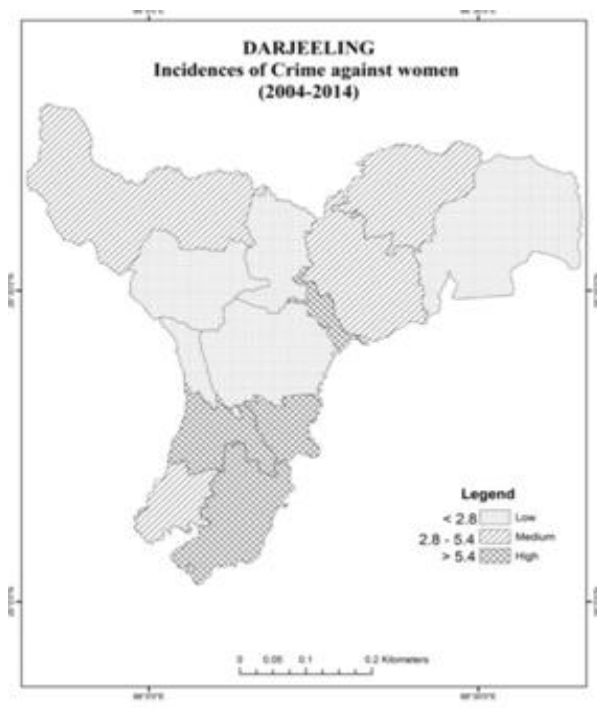 DARJEELING
Incidences of Crime against women
(2004-2014)
Legend
< 2.8 Low
2.8 - 5.4 Medium
> 5.4 High
0 0.05 0.1 0.2 Kilometers